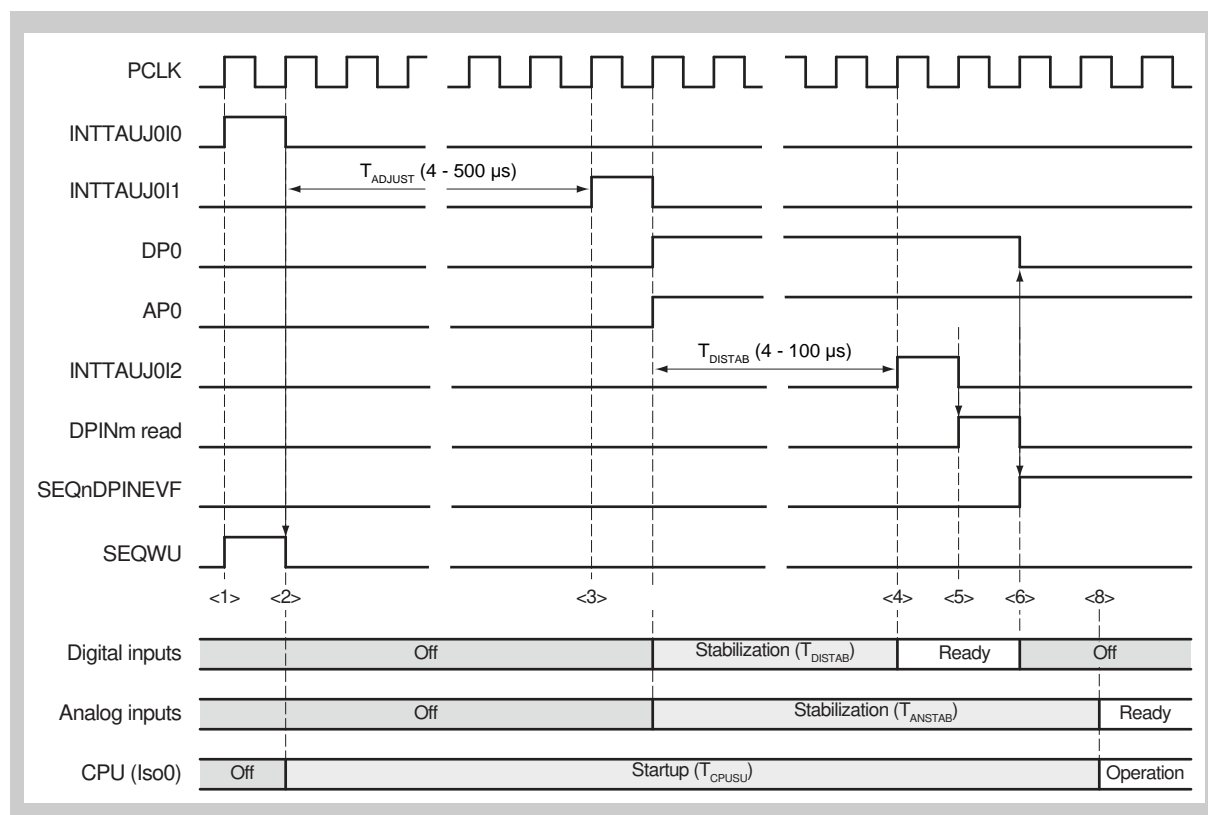 PCLK
INTTAUJ0I0
T_ADJUST (4 - 500 µs)
INTTAUJ0I1
DP0
AP0
T_DISTAB (4 - 100 µs)
INTTAUJ0I2
DPINm read
SEQnDPINEVF
SEQWU
<1> <2> <3> <4> <5> <6> <8>
Digital inputs Off Stabilization (T_DISTAB) Ready Off
Analog inputs Off Stabilization (T_ANSTAB) Ready
CPU (Iso0) Off Startup (T_CPUSU) Operation